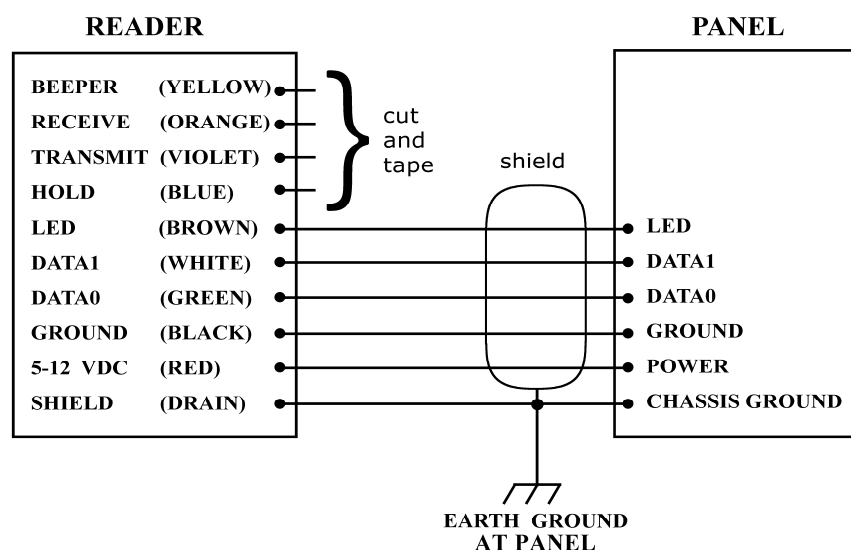 READER
PANEL
BEEPER (YELLOW)
RECEIVE (ORANGE)
TRANSMIT (VIOLET)
HOLD (BLUE)
cut
and
tape
shield
LED (BROWN)
DATA1 (WHITE)
DATA0 (GREEN)
GROUND (BLACK)
5-12 VDC (RED)
SHIELD (DRAIN)
LED
DATA1
DATA0
GROUND
POWER
CHASSIS GROUND
EARTH GROUND
AT PANEL